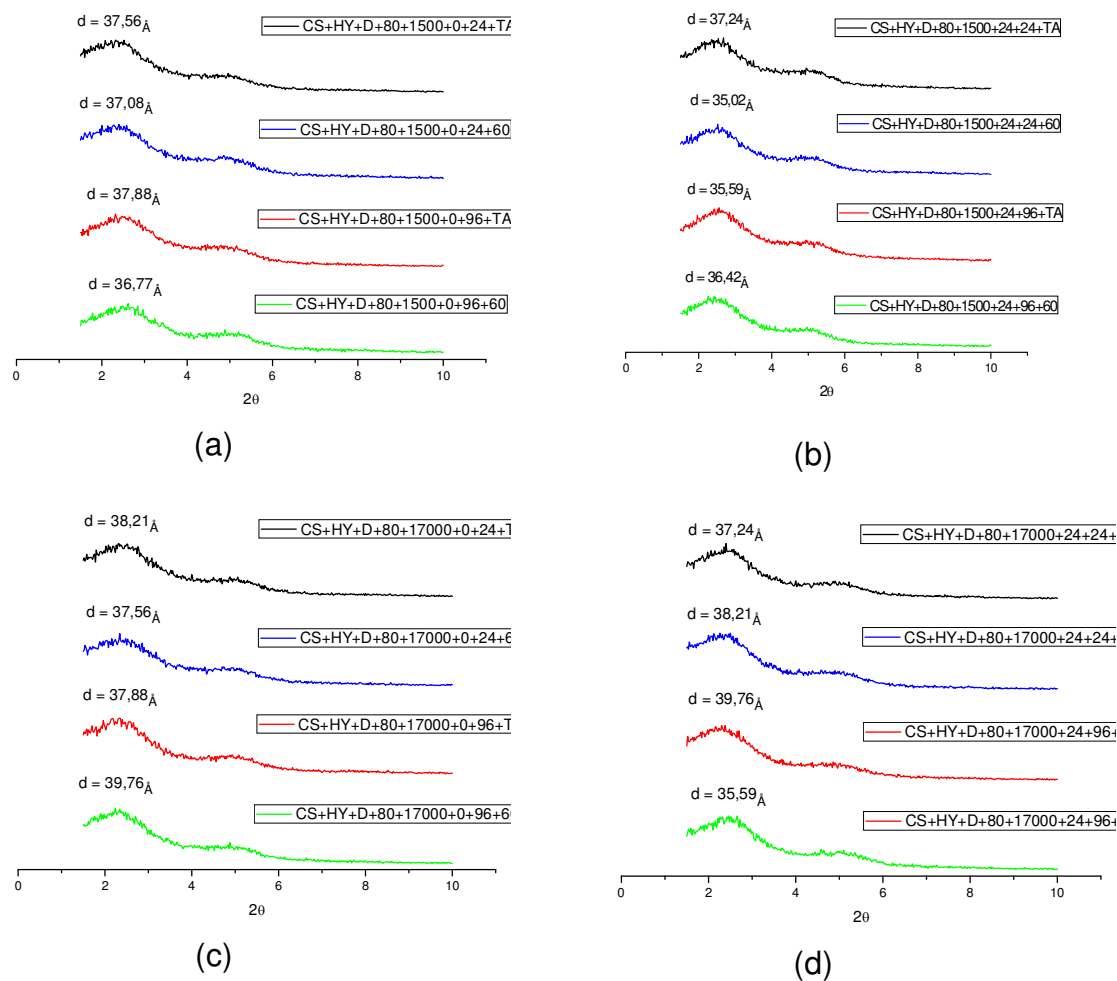 d = 37,56Å
CS+HY+D+80+1500+0+24+TA
d = 37,08Å
CS+HY+D+80+1500+0+24+60
d = 37,88Å
CS+HY+D+80+1500+0+96+TA
d = 36,77Å
CS+HY+D+80+1500+0+96+60
0 2 4 6 8 10
2θ
(a)
d = 37,24Å
CS+HY+D+80+1500+24+24+TA
d = 35,02Å
CS+HY+D+80+1500+24+24+60
d = 35,59Å
CS+HY+D+80+1500+24+96+TA
d = 36,42Å
CS+HY+D+80+1500+24+96+60
0 2 4 6 8 10
2θ
(b)
d = 38,21Å
CS+HY+D+80+17000+0+24+T
d = 37,56Å
CS+HY+D+80+17000+0+24+6
d = 37,88Å
CS+HY+D+80+17000+0+96+T
d = 39,76Å
CS+HY+D+80+17000+0+96+60
0 2 4 6 8 10
2θ
(c)
d = 37,24Å
CS+HY+D+80+17000+24+24+
d = 38,21Å
CS+HY+D+80+17000+24+24+
d = 39,76Å
CS+HY+D+80+17000+24+96+
d = 35,59Å
CS+HY+D+80+17000+24+96+
0 2 4 6 8 10
2θ
(d)